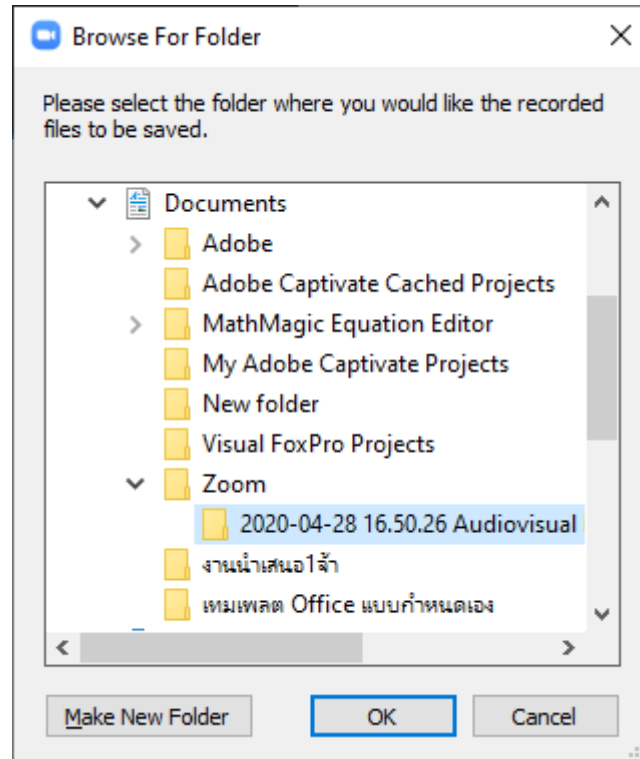 Browse For Folder
Please select the folder where you would like the recorded
files to be saved.
Documents
Adobe
Adobe Captivate Cached Projects
MathMagic Equation Editor
My Adobe Captivate Projects
New folder
Visual FoxPro Projects
Zoom
2020-04-28 16.50.26 Audiovisual
งานนำเสนอ1จ้า
เทมเพลต Office แบบกำหนดเอง
Make New Folder
OK
Cancel